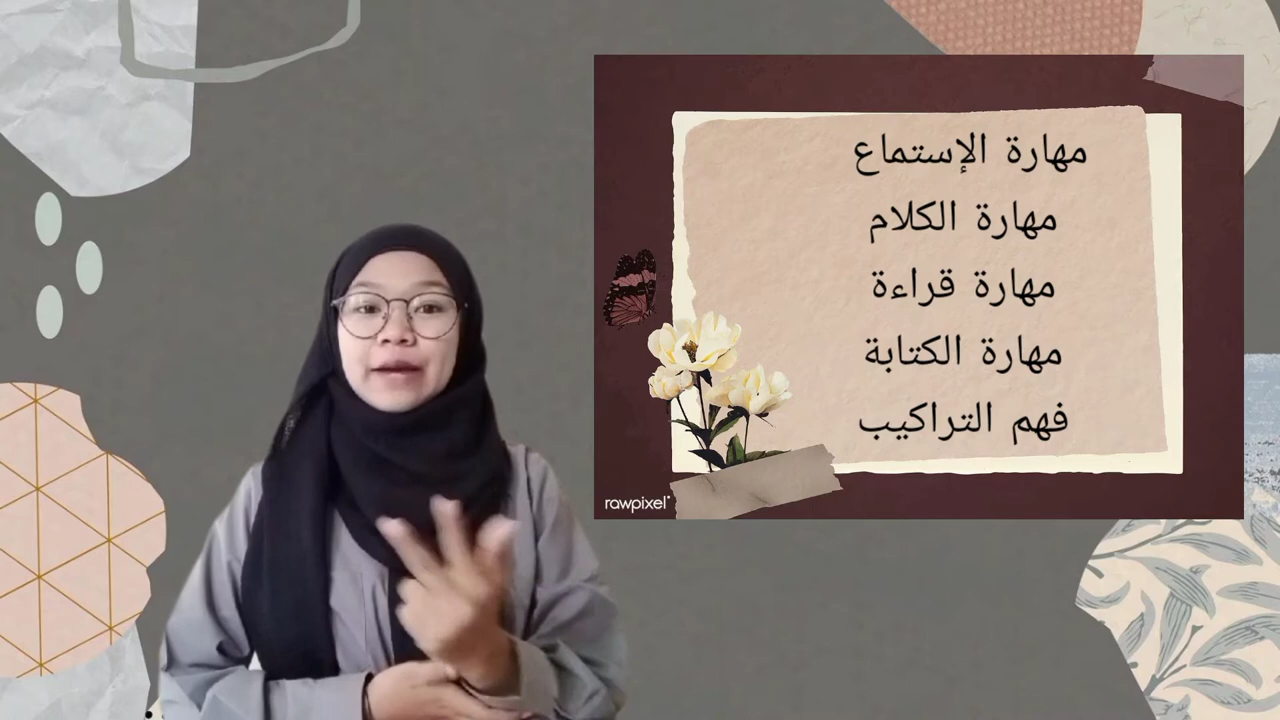 مهارة الإستماع
مهارة الكلام
مهارة قراءة
مهارة الكتابة
فهم التراكيب
rawpixel